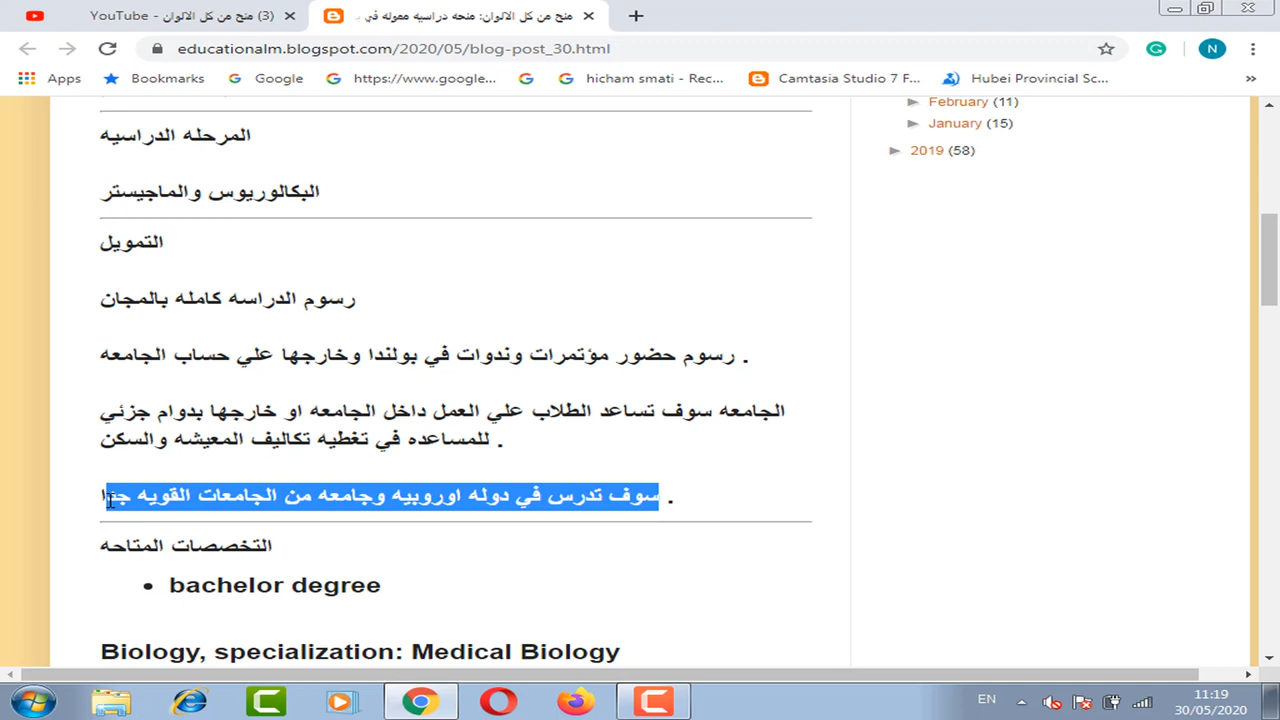 (3) منح من كل الالوان - YouTube
منح من كل الالوان: منحه دراسيه مموله في
educationalm.blogspot.com/2020/05/blog-post_30.html
N
Apps
Bookmarks
Google
https://www.google...
hicham smati - Rec...
Camtasia Studio 7 F...
Hubei Provincial Sc...
»
المرحله الدراسيه
البكالوريوس والماجيستر
التمويل
رسوم الدراسه كامله بالمجان
رسوم حضور مؤتمرات وندوات في بولندا وخارجها علي حساب الجامعه .
الجامعه سوف تساعد الطلاب علي العمل داخل الجامعه او خارجها بدوام جزئي
للمساعده في تغطيه تكاليف المعيشه والسكن .
سوف تدرس في دوله اوروبيه وجامعه من الجامعات القويه جدا .
التخصصات المتاحه
• bachelor degree
Biology, specialization: Medical Biology
► February (11)
► January (15)
► 2019 (58)
EN
11:19
30/05/2020